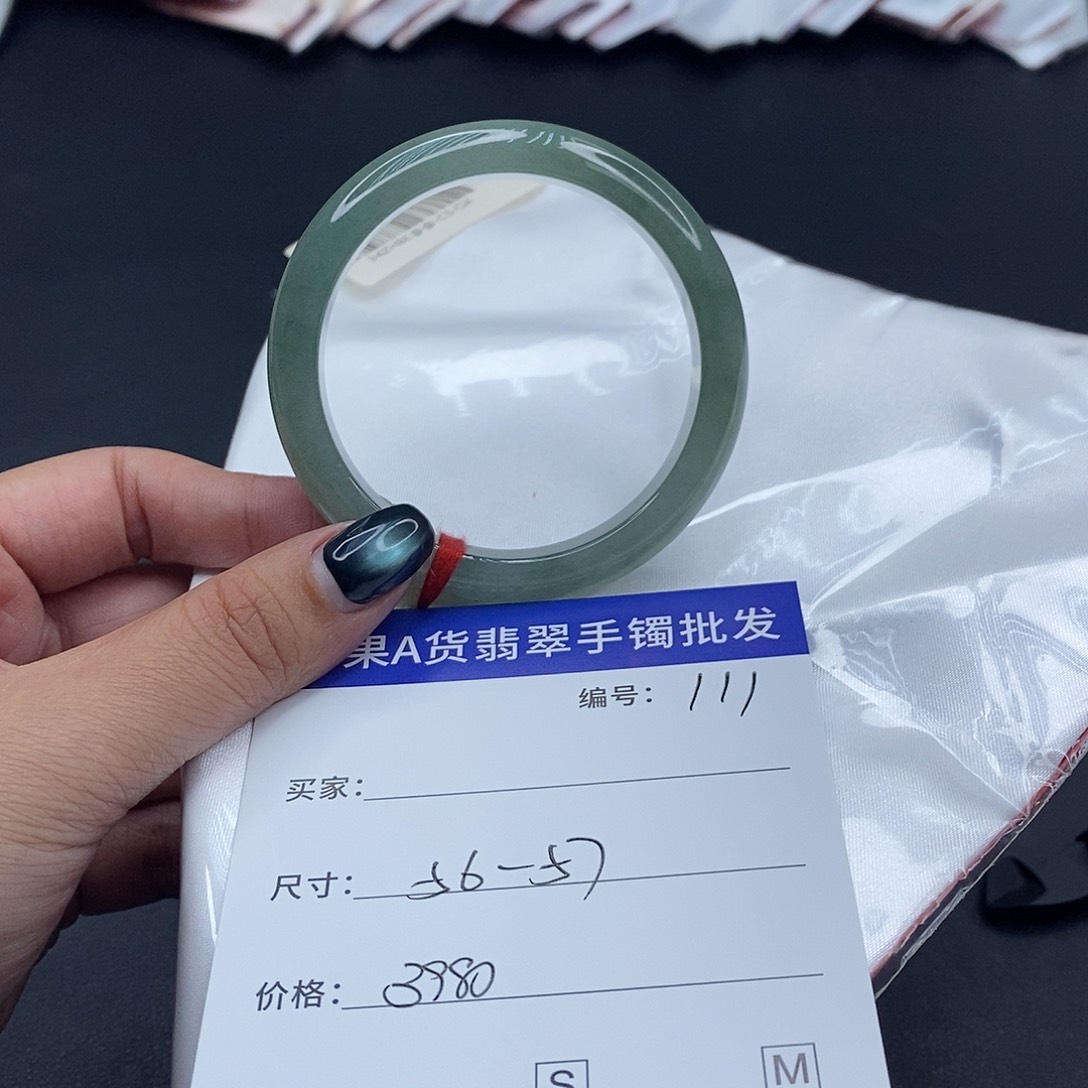 果A货翡翠手镯批发
编号: 111
买家:
尺寸: 56-57
价格: 3980
S M